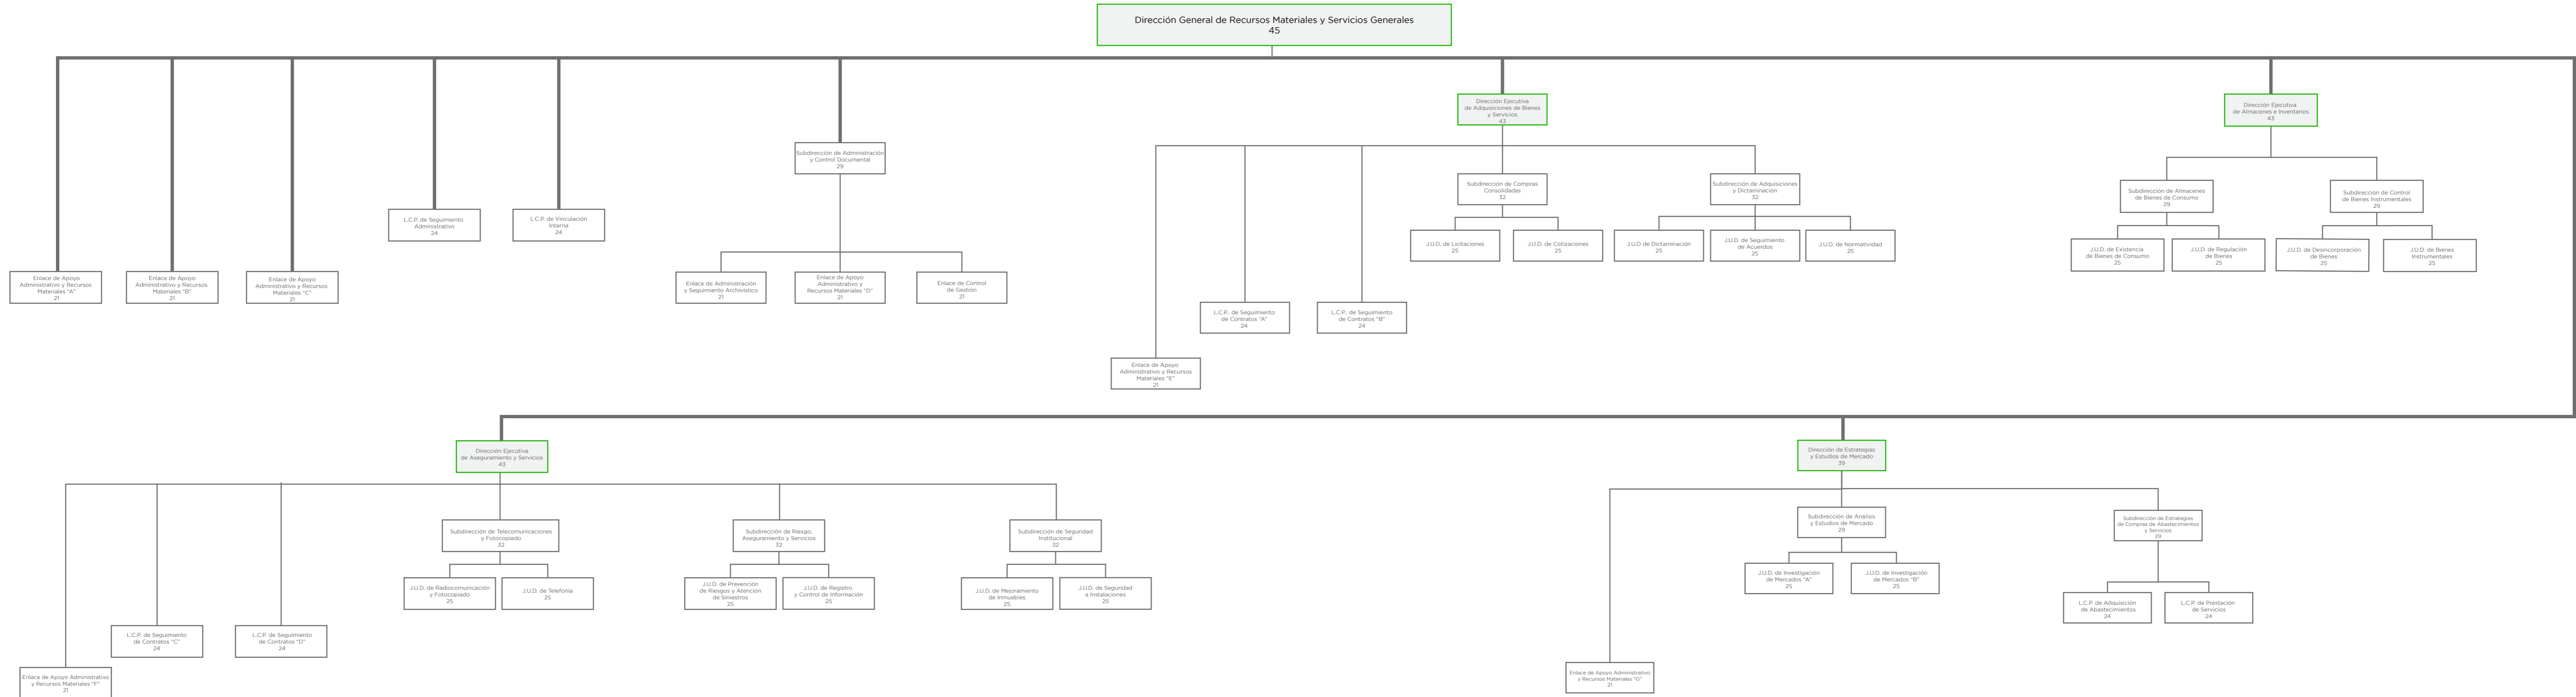 Dirección General de Recursos Materiales y Servicios Generales
45
Dirección Ejecutiva
de Adquisiciones de Bienes
y Servicios
43
Dirección Ejecutiva
de Almacenes e Inventarios
43
Subdirección de Administración
y Control Documental
29
Subdirección de Compras
Consolidadas
32
Subdirección de Adquisiciones
y Dictaminación
32
Subdirección de Almacenes
de Bienes de Consumo
29
Subdirección de Control
de Bienes Instrumentales
29
L.C.P. de Seguimiento
Administrativo
24
L.C.P. de Vinculación
Interna
24
J.U.D. de Licitaciones
25
J.U.D. de Cotizaciones
25
J.U.D de Dictaminación
25
J.U.D. de Seguimiento
de Acuerdos
25
J.U.D. de Normatividad
25
J.U.D. de Existencia
de Bienes de Consumo
25
J.U.D. de Regulación
de Bienes
25
J.U.D. de Desincorporación
de Bienes
25
J.U.D. de Bienes
Instrumentales
25
Enlace de Apoyo
Administrativo y Recursos
Materiales "A"
21
Enlace de Apoyo
Administrativo y Recursos
Materiales "B"
21
Enlace de Apoyo
Administrativo y Recursos
Materiales "C"
21
Enlace de Administración
y Seguimiento Archivístico
21
Enlace de Apoyo
Administrativo y
Recursos Materiales "D"
21
Enlace de Control
de Gestión
21
L.C.P.. de Seguimiento
de Contratos "A"
24
L.C.P. de Seguimiento
de Contratos "B"
24
Enlace de Apoyo
Administrativo y Recursos
Materiales "E"
21
Dirección Ejecutiva
de Aseguramiento y Servicios
43
Dirección de Estrategias
y Estudios de Mercado
39
Subdirección de Telecomunicaciones
y Fotocopiado
32
Subdirección de Riesgo,
Aseguramiento y Servicios
32
Subdirección de Seguridad
Institucional
32
Subdirección de Análisis
y Estudios de Mercado
29
Subdirección de Estrategias
de Compras de Abastecimientos
y Servicios
29
J.U.D. de Radiocomunicación
y Fotocopiado
25
J.U.D. de Telefonía
25
J.U.D. de Prevención
de Riesgos y Atención
de Siniestros
25
J.U.D. de Registro
y Control de Información
25
J.U.D. de Mejoramiento
de Inmuebles
25
J.U.D. de Seguridad
a Instalaciones
25
J.U.D. de Investigación
de Mercados "A"
25
J.U.D. de Investigación
de Mercados "B"
25
L.C.P. de Adquisición
de Abastecimientos
24
L.C.P. de Prestación
de Servicios
24
L:C:P. de Seguimiento
de Contratos "C"
24
L.C.P. de Seguimiento
de Contratos "D"
24
Enlace de Apoyo Administrativo
y Recursos Materiales "F"
21
Enlace de Apoyo Administrativo
y Recursos Materiales "G"
21